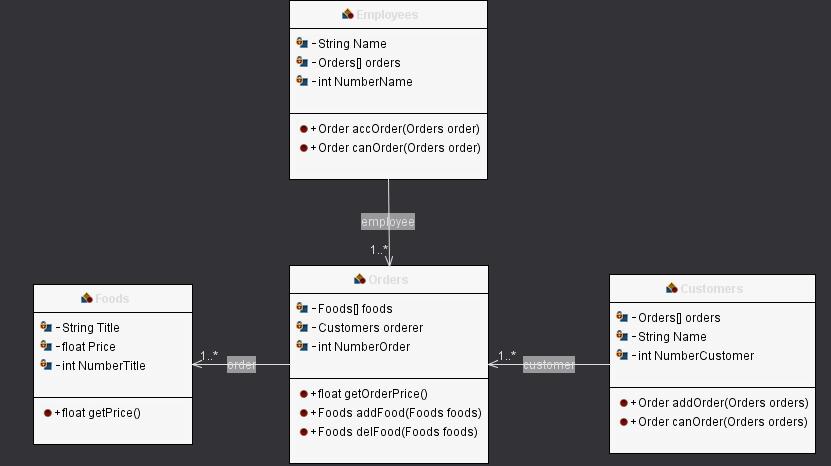 Employees
-String Name
-Orders[] orders
-int NumberName
+Order accOrder(Orders order)
+Order canOrder(Orders order)
employee
1..*
Foods
-String Title
-float Price
-int NumberTitle
+float getPrice()
1..*
order
Orders
-Foods[] foods
-Customers orderer
-int NumberOrder
+float getOrderPrice()
+Foods addFood(Foods foods)
+Foods delFood(Foods foods)
1..*
customer
Customers
-Orders[] orders
-String Name
-int NumberCustomer
+Order addOrder(Orders orders)
+Order canOrder(Orders orders)